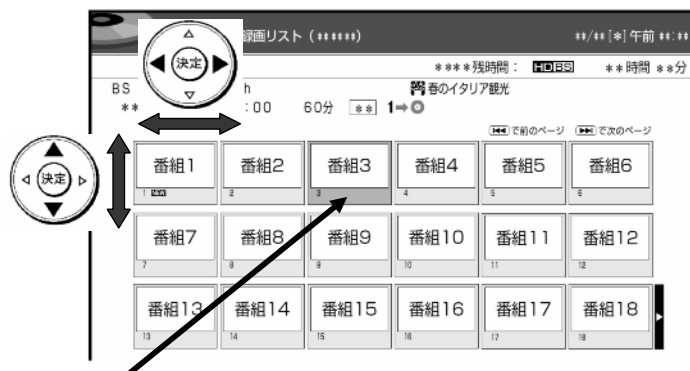 録画リスト（******）
**/** [*] 午前 **:**
決定
****残時間： HD BS **時間 **分
BS
h
春のイタリア観光
**
:00 60分 ** 1⇒
で前のページ で次のページ
決定
番組1 番組2 番組3 番組4 番組5 番組6
1 NEW 2 3 4 5 6
番組7 番組8 番組9 番組10 番組11 番組12
7 8 9 10 11 12
番組13 番組14 番組15 番組16 番組17 番組18
13 14 15 16 17 18